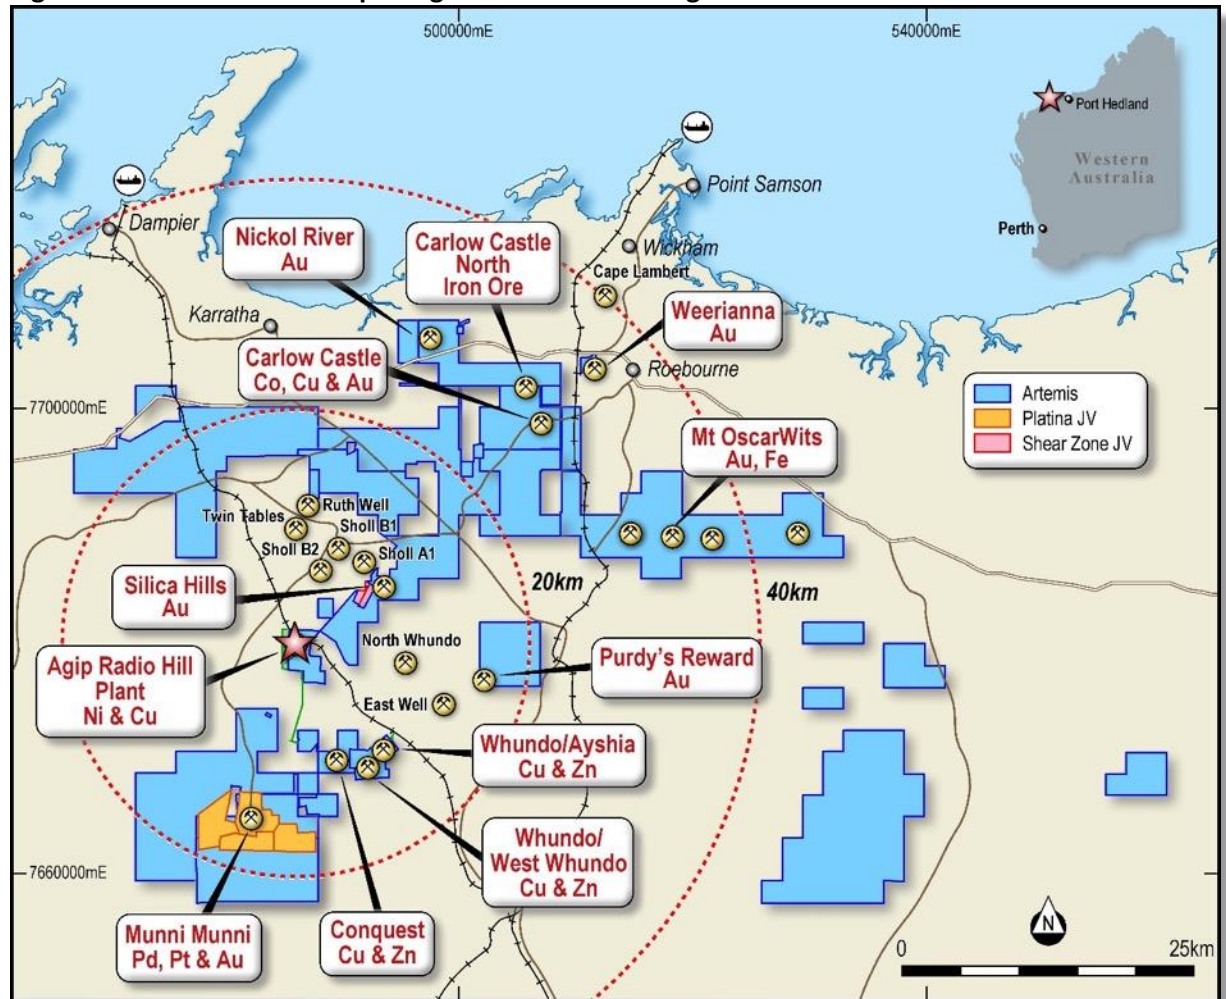 500000mE
540000mE
Port Hedland
Western
Australia
Perth
Point Samson
Dampier
Wickham
Nickol River
Au
Carlow Castle
North
Iron Ore
Cape Lambert
Weerianna
Au
Karratha
Carlow Castle
Co, Cu & Au
Roebourne
Artemis
Platina JV
Shear Zone JV
7700000mE
Mt OscarWits
Au, Fe
Ruth Well
Twin Tables
Sholl B1
Sholl B2
Sholl A1
Silica Hills
Au
20km
40km
North Whundo
Agip Radio Hill
Plant
Ni & Cu
Purdy's Reward
Au
East Well
Whundo/Ayshia
Cu & Zn
Whundo/
West Whundo
Cu & Zn
7660000mE
Munni Munni
Pd, Pt & Au
Conquest
Cu & Zn
N
0
25km